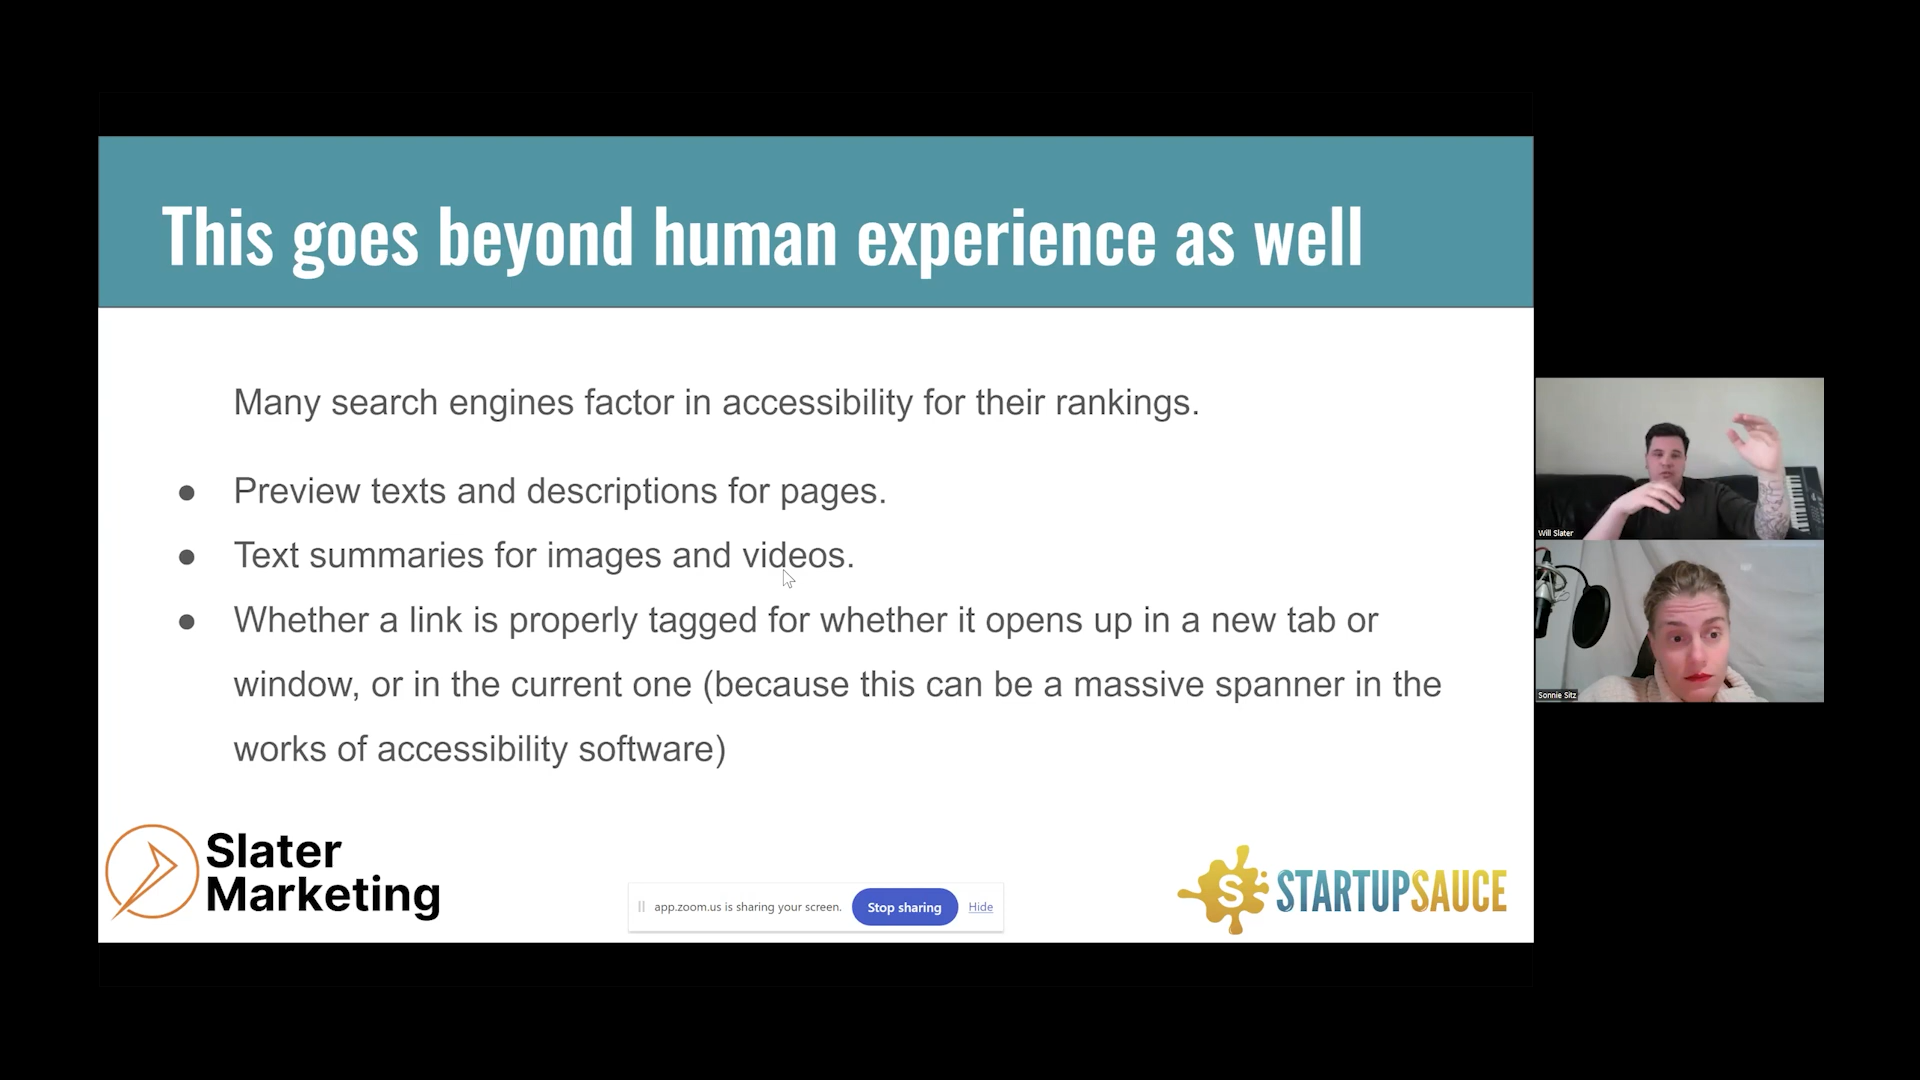 This goes beyond human experience as well
Many search engines factor in accessibility for their rankings.
● Preview texts and descriptions for pages.
● Text summaries for images and videos.
● Whether a link is properly tagged for whether it opens up in a new tab or
window, or in the current one (because this can be a massive spanner in the
works of accessibility software)
Slater
Marketing
app.zoom.us is sharing your screen.
Stop sharing
Hide
S
STARTUPSAUCE
Will Slater
Sonnie Sitz